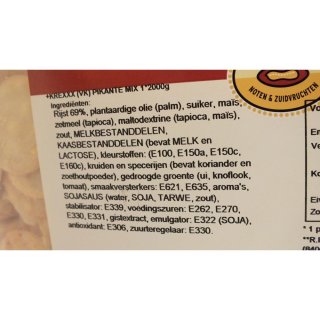 +KREXXX (VK) PIKANTE MIX 1*2000g
Ingrediënten:
Rijst 69%, plantaardige olie (palm), suiker, maïs,
zetmeel (tapioca), maltodextrine (tapioca, maïs),
zout, MELKBESTANDDELEN,
KAASBESTANDDELEN (bevat MELK en
LACTOSE), kleurstoffen: (E100, E150a, E150c,
E160c), kruiden en specerijen (bevat koriander en
zoethoutpoeder), gedroogde groente (ui, knoflook,
tomaat), smaakversterkers: E621, E635, aroma's,
SOJASAUS (water, SOJA, TARWE, zout),
stabilisator: E339, voedingszuren: E262, E270,
E330, E331, gistextract, emulgator: E322 (SOJA),
antioxidant: E306, zuurteregelaar: E330.
NOTEN & ZUIDVRUCHTEN